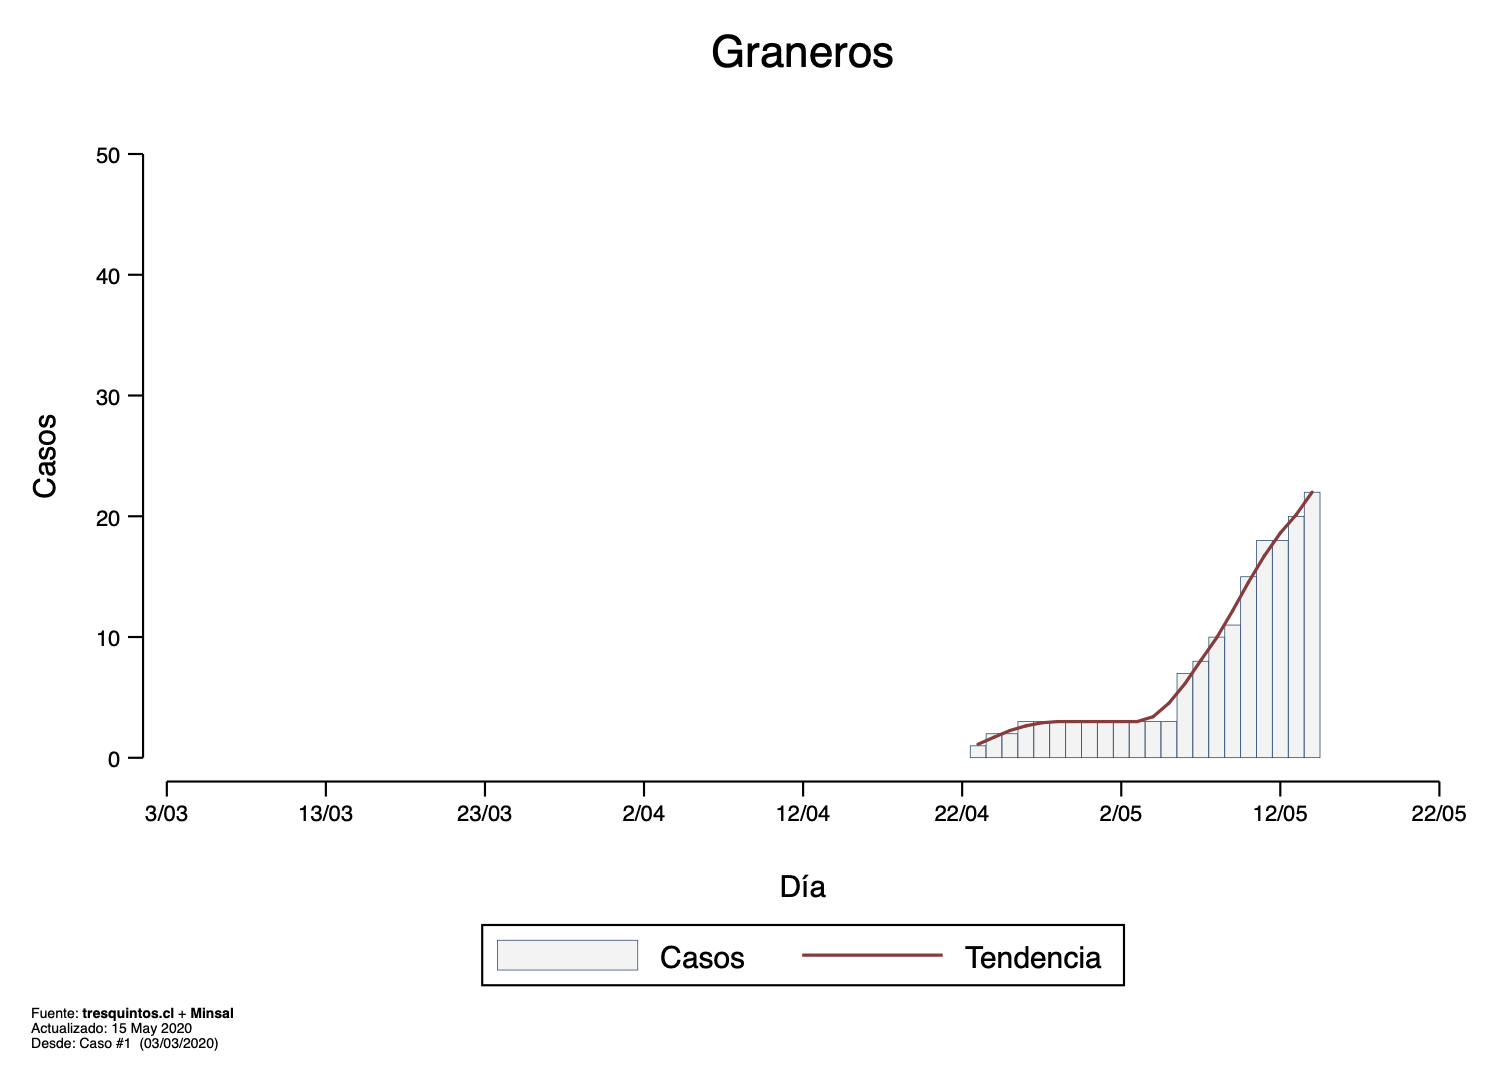 Graneros
50
40
30
20
10
0
Casos
3/03 13/03 23/03 2/04 12/04 22/04 2/05 12/05 22/05
Día
Casos Tendencia
Fuente: tresquintos.cl + Minsal
Actualizado: 15 May 2020
Desde: Caso #1 (03/03/2020)